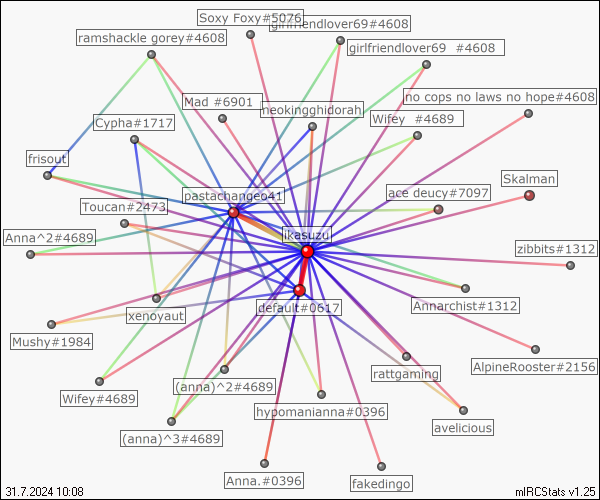 Soxy Foxy#5076
girlfriendlover69#4608
ramshackle gorey#4608
girlfriendlover69 #4608
no cops no laws no hope#4608
Mad #6901
neokingghidorah
Cypha#1717
Wifey #4689
frisout
Skalman
pastachangeo41
ace deucy#7097
Toucan#2473
ikasuzu
Anna^2#4689
zibbits#1312
default#0617
Annarchist#1312
xenoyaut
Mushy#1984
rattgaming
AlpineRooster#2156
(anna)^2#4689
Wifey#4689
hypomanianna#0396
avelicious
(anna)^3#4689
Anna.#0396
fakedingo
31.7.2024 10:08
mIRCStats v1.25